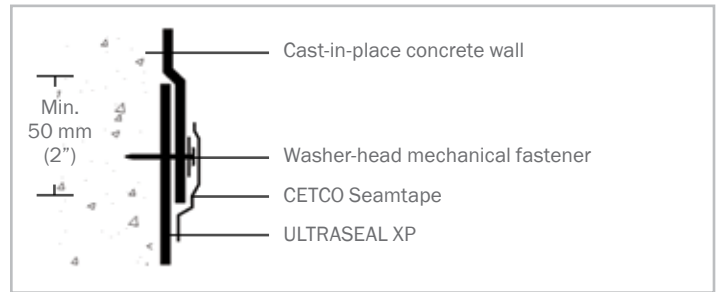 Cast-in-place concrete wall
Min.
50 mm
(2")
Washer-head mechanical fastener
CETCO Seamtape
ULTRASEAL XP